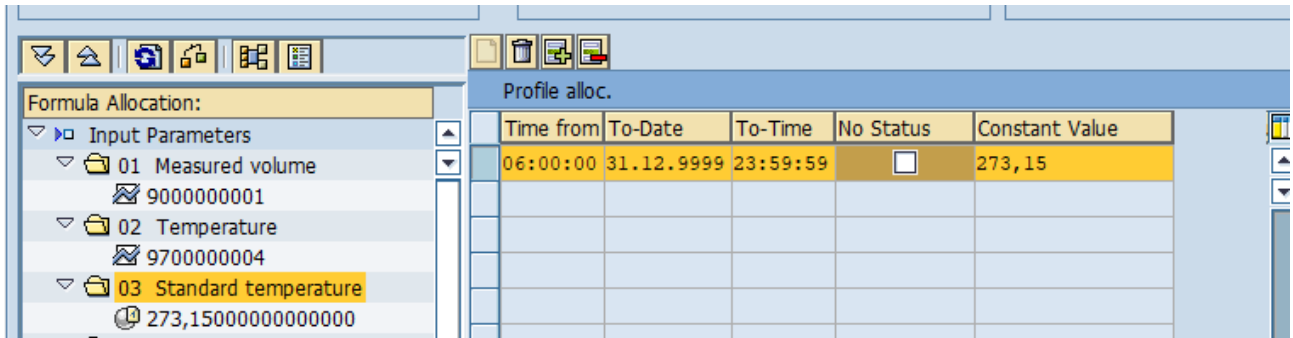 Formula Allocation:
Input Parameters
01 Measured volume
9000000001
02 Temperature
9700000004
03 Standard temperature
273,15000000000000
Profile alloc.
Time from To-Date To-Time No Status Constant Value
06:00:00 31.12.9999 23:59:59 273,15